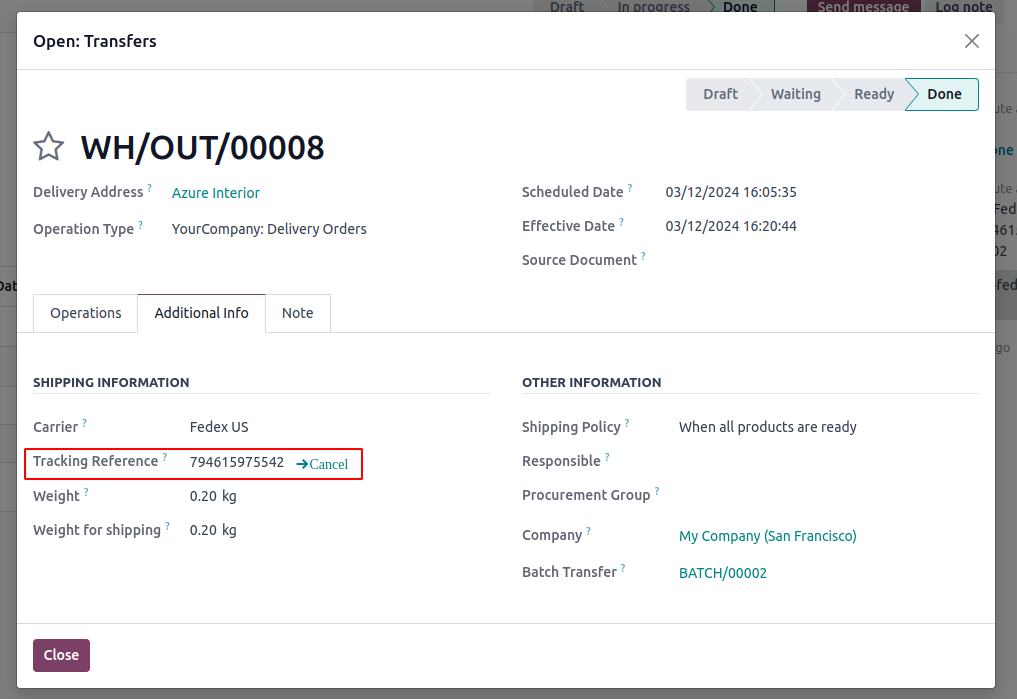 Draft In progress Done Send message Log note
Open: Transfers
Draft Waiting Ready Done
WH/OUT/00008
Delivery Address ? Azure Interior
Scheduled Date ? 03/12/2024 16:05:35
Operation Type ? YourCompany: Delivery Orders
Effective Date ? 03/12/2024 16:20:44
Source Document ?
Operations Additional Info Note
SHIPPING INFORMATION
Carrier ? Fedex US
Tracking Reference ? 794615975542 ➔Cancel
Weight ? 0.20 kg
Weight for shipping ? 0.20 kg
OTHER INFORMATION
Shipping Policy ? When all products are ready
Responsible ?
Procurement Group ?
Company ? My Company (San Francisco)
Batch Transfer ? BATCH/00002
Close